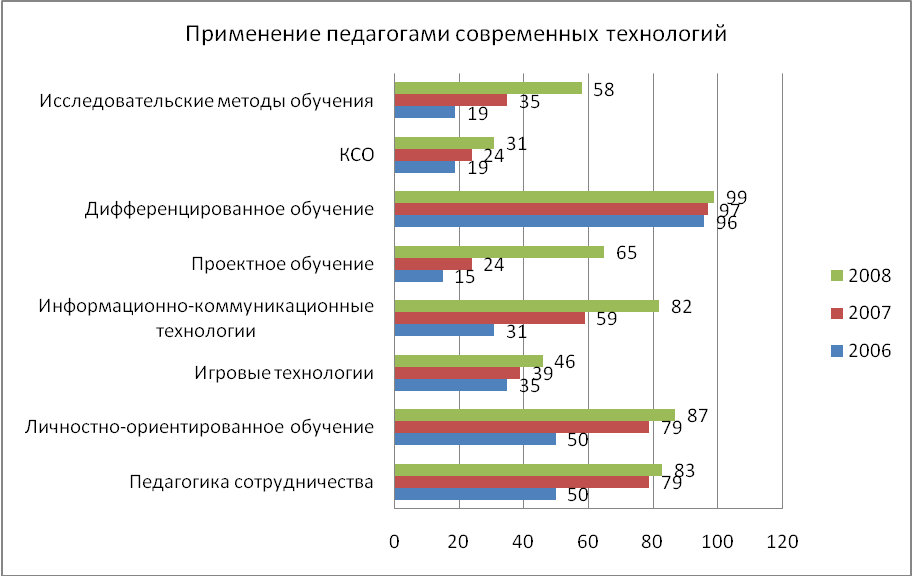 Применение педагогами современных технологий
Исследовательские методы обучения
58
35
19
КСО
31
24
19
Дифференцированное обучение
99
97
96
Проектное обучение
65
24
15
Информационно-коммуникационные
технологии
82
59
31
Игровые технологии
46
39
35
Личностно-ориентированное обучение
87
79
50
Педагогика сотрудничества
83
79
50
0 20 40 60 80 100 120
2008
2007
2006